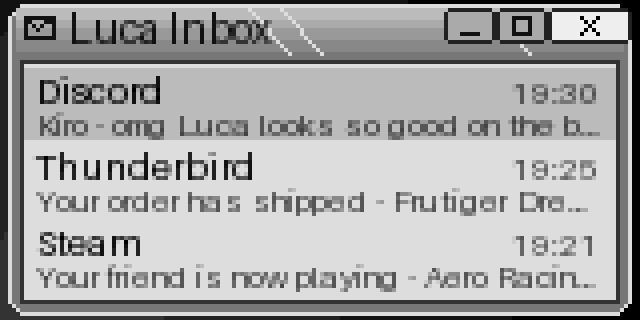 Luca Inbox
Discord 19:30
Kiro - omg Luca looks so good on the b...
Thunderbird 19:25
Your order has shipped - Frutiger Dre...
Steam 19:21
Your friend is now playing - Aero Racin...